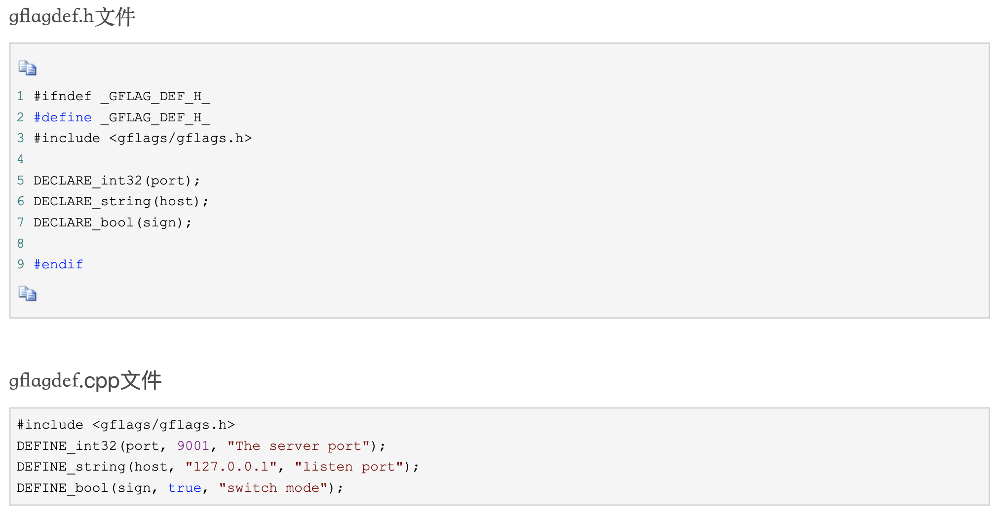 gflagdef.h文件
1 #ifndef _GFLAG_DEF_H_
2 #define _GFLAG_DEF_H_
3 #include <gflags/gflags.h>
4
5 DECLARE_int32(port);
6 DECLARE_string(host);
7 DECLARE_bool(sign);
8
9 #endif
gflagdef.cpp文件
#include <gflags/gflags.h>
DEFINE_int32(port, 9001, "The server port");
DEFINE_string(host, "127.0.0.1", "listen port");
DEFINE_bool(sign, true, "switch mode");